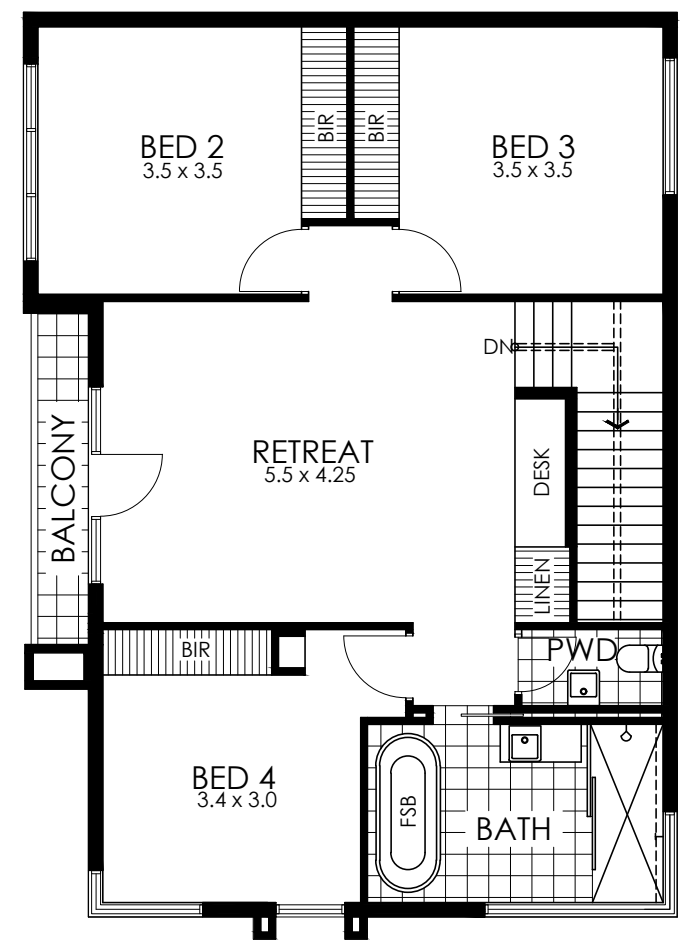 BED 2
3.5 x 3.5
BIR
BIR
BED 3
3.5 x 3.5
DN
BALCONY
RETREAT
5.5 x 4.25
DESK
LINEN
BIR
PWD
BED 4
3.4 x 3.0
FSB
BATH